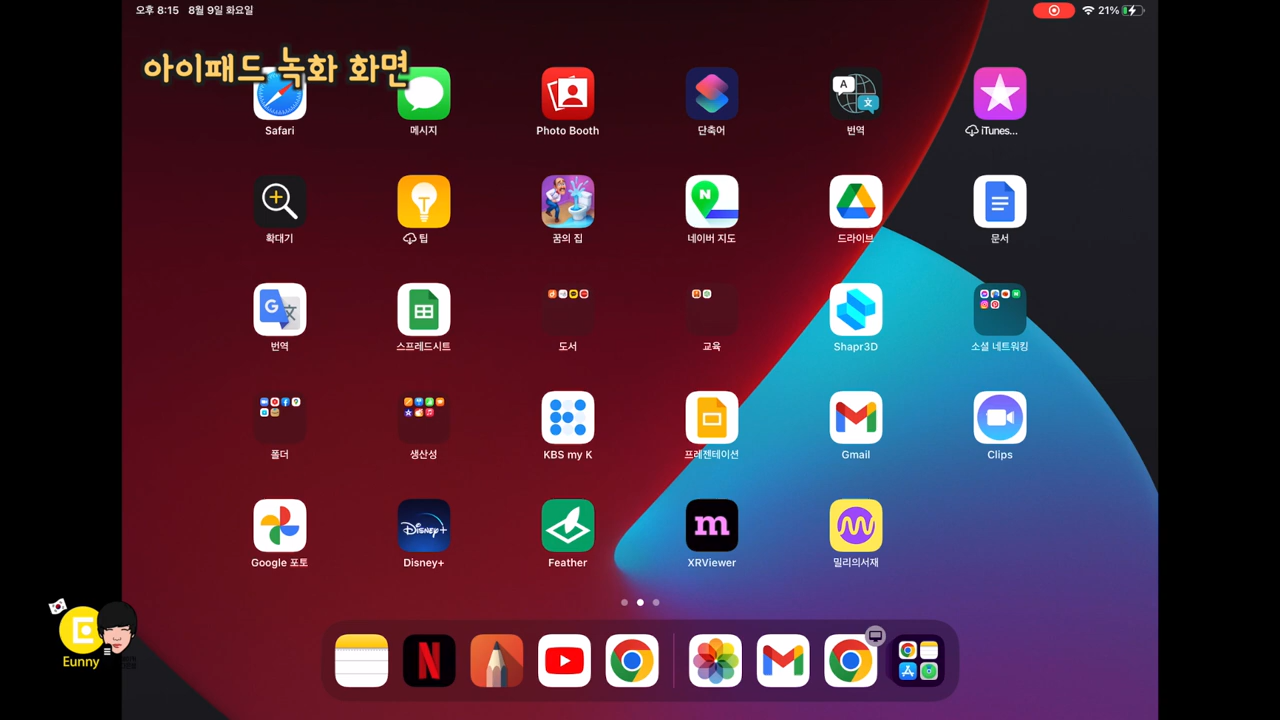 오후 8:15 8월 9일 화요일
21%
아이패드 녹화 화면
Safari
메시지
Photo Booth
단축어
번역
iTunes...
확대기
팁
꿈의 집
네이버 지도
드라이브
문서
번역
스프레드시트
도서
교육
Shapr3D
소셜 네트워킹
폴더
생산성
KBS my K
프레젠테이션
Gmail
Clips
Google 포토
Disney+
Feather
XRViewer
밀리의서재
Eunny